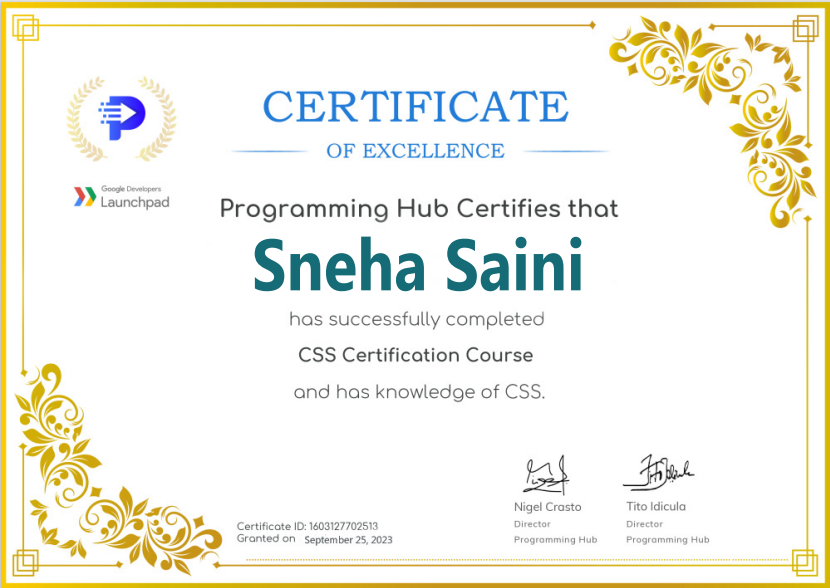 CERTIFICATE
OF EXCELLENCE
Google Developers
Launchpad
Programming Hub Certifies that
Sneha Saini
has successfully completed
CSS Certification Course
and has knowledge of CSS.
Nigel Crasto
Director
Programming Hub
Tito Idicula
Director
Programming Hub
Certificate ID: 1603127702513
Granted on September 25, 2023